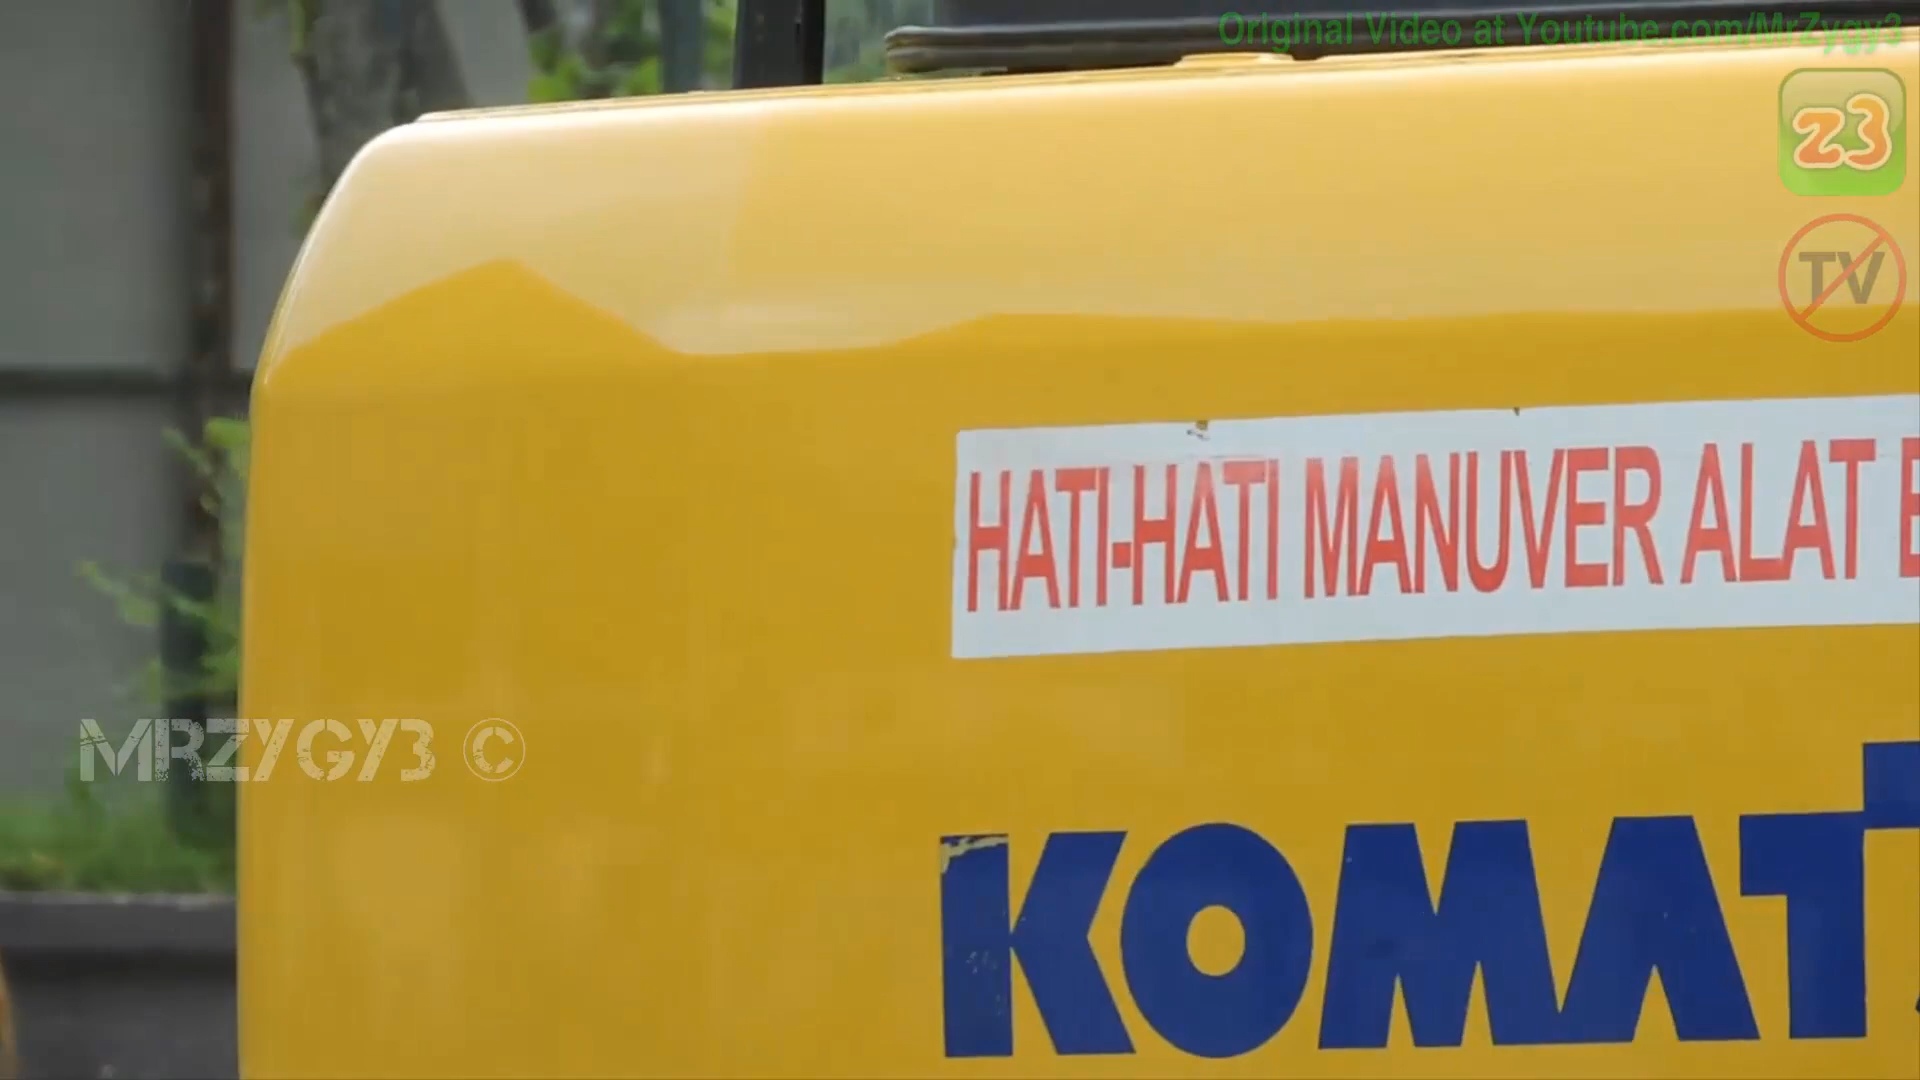 Original Video at Youtube.com/MrZygy3
z3
TV
HATI-HATI MANUVER ALAT
MRZYGY3 ©
KOMAT